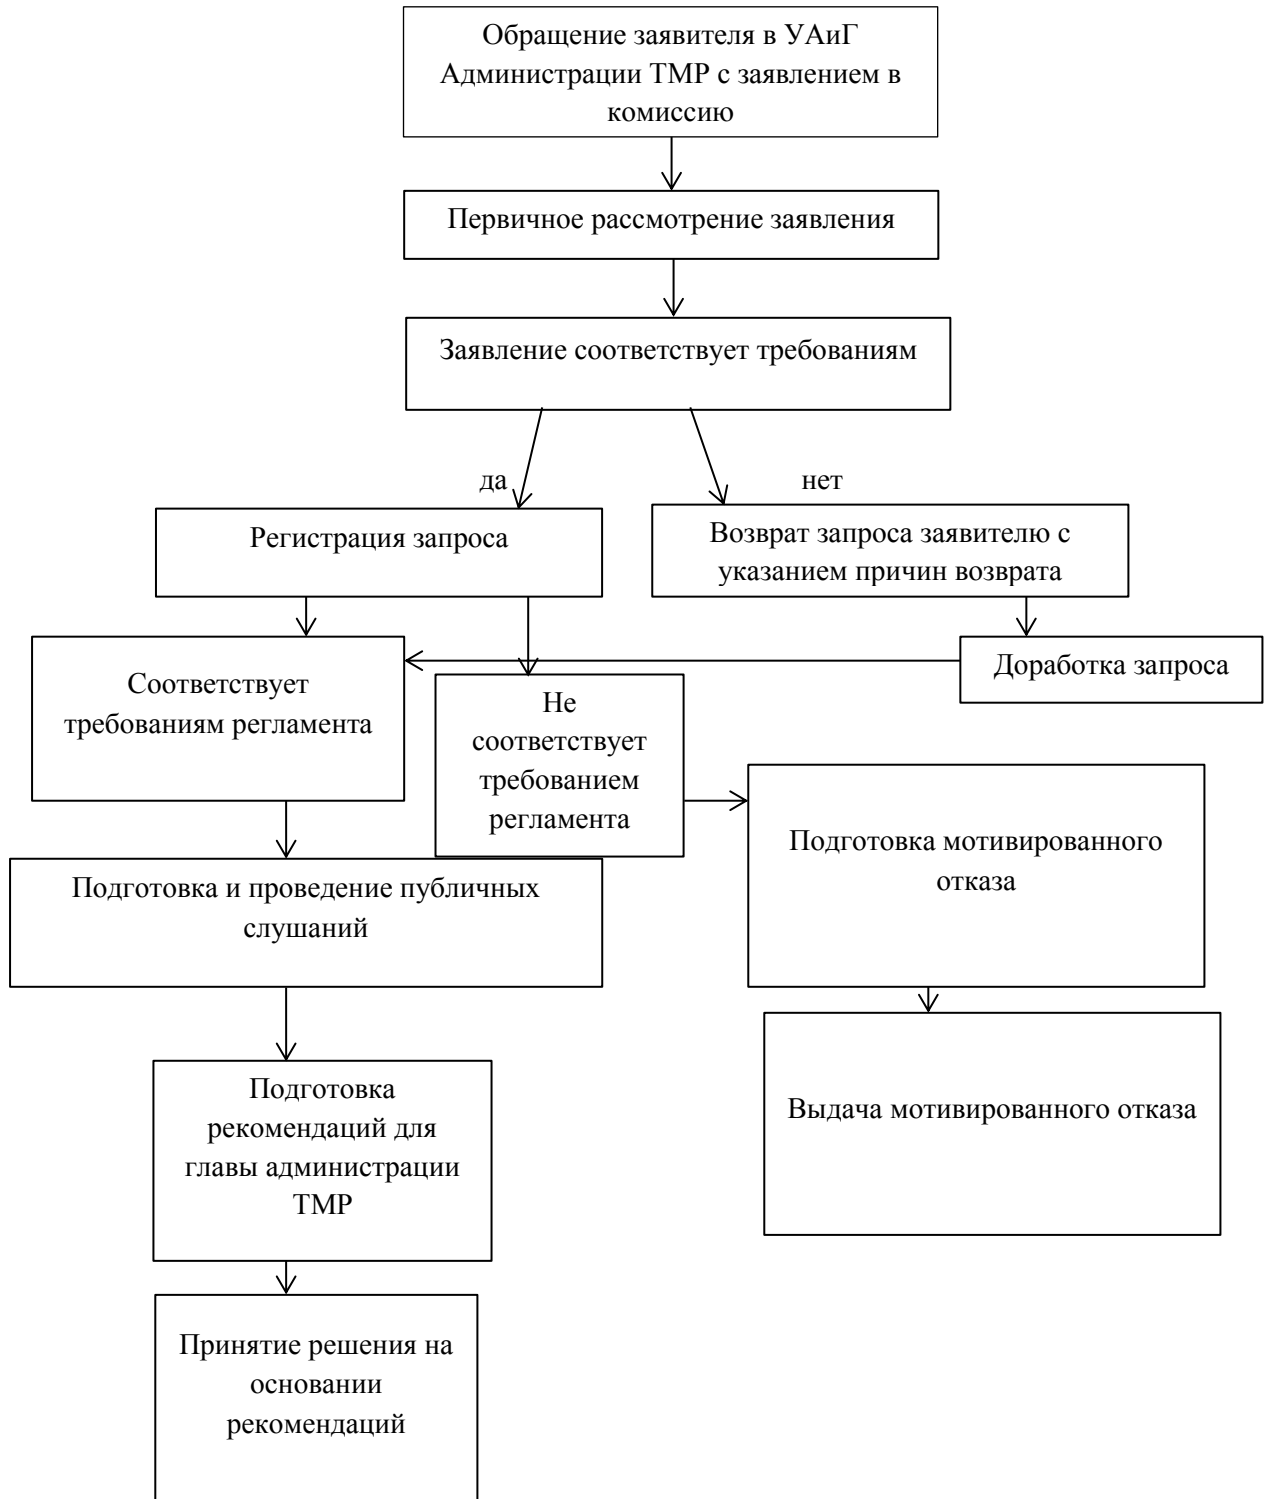 Обращение заявителя в УАиГ
Администрации ТМР с заявлением в
комиссию
Первичное рассмотрение заявления
Заявление соответствует требованиям
да
нет
Регистрация запроса
Возврат запроса заявителю с
указанием причин возврата
Доработка запроса
Соответствует
требованиям регламента
Не
соответствует
требованием
регламента
Подготовка мотивированного
отказа
Подготовка и проведение публичных
слушаний
Выдача мотивированного отказа
Подготовка
рекомендаций для
главы администрации
ТМР
Принятие решения на
основании
рекомендаций